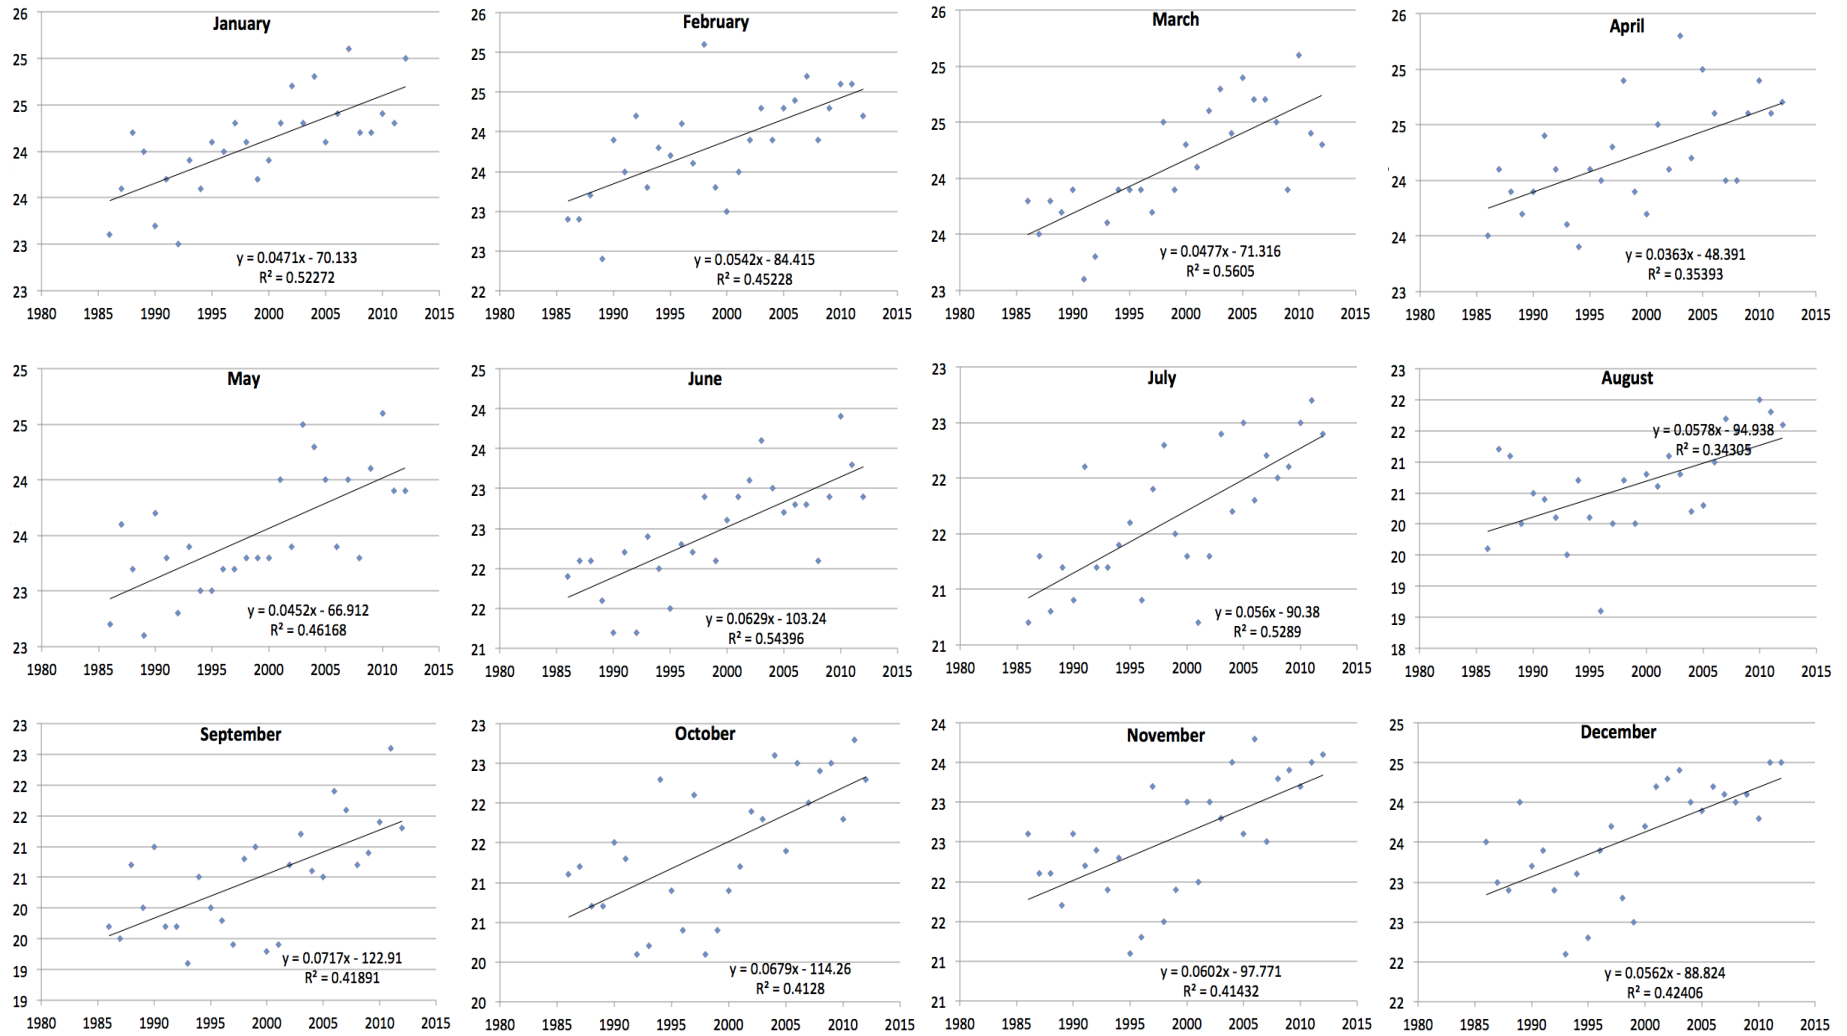 January
26
25
25
24
24
23
23
1980 1985 1990 1995 2000 2005 2010 2015
y = 0.0471x - 70.133
R² = 0.52272
February
26
25
25
24
24
23
23
22
1980 1985 1990 1995 2000 2005 2010 2015
y = 0.0542x - 84.415
R² = 0.45228
March
26
25
25
24
24
23
1980 1985 1990 1995 2000 2005 2010 2015
y = 0.0477x - 71.316
R² = 0.5605
April
26
25
25
24
24
23
1980 1985 1990 1995 2000 2005 2010 2015
y = 0.0363x - 48.391
R² = 0.35393
May
25
25
24
24
23
23
1980 1985 1990 1995 2000 2005 2010 2015
y = 0.0452x - 66.912
R² = 0.46168
June
25
24
24
23
23
22
22
21
1980 1985 1990 1995 2000 2005 2010 2015
y = 0.0629x - 103.24
R² = 0.54396
July
23
23
22
22
21
21
1980 1985 1990 1995 2000 2005 2010 2015
y = 0.056x - 90.38
R² = 0.5289
August
23
22
22
21
21
20
20
19
19
18
1980 1985 1990 1995 2000 2005 2010 2015
y = 0.0578x - 94.938
R² = 0.34305
September
23
23
22
22
21
21
20
20
19
19
1980 1985 1990 1995 2000 2005 2010 2015
y = 0.0717x - 122.91
R² = 0.41891
October
23
23
22
22
21
21
20
20
1980 1985 1990 1995 2000 2005 2010 2015
y = 0.0679x - 114.26
R² = 0.4128
November
24
24
23
23
22
22
21
21
1980 1985 1990 1995 2000 2005 2010 2015
y = 0.0602x - 97.771
R² = 0.41432
December
25
25
24
24
23
23
22
22
1980 1985 1990 1995 2000 2005 2010 2015
y = 0.0562x - 88.824
R² = 0.42406